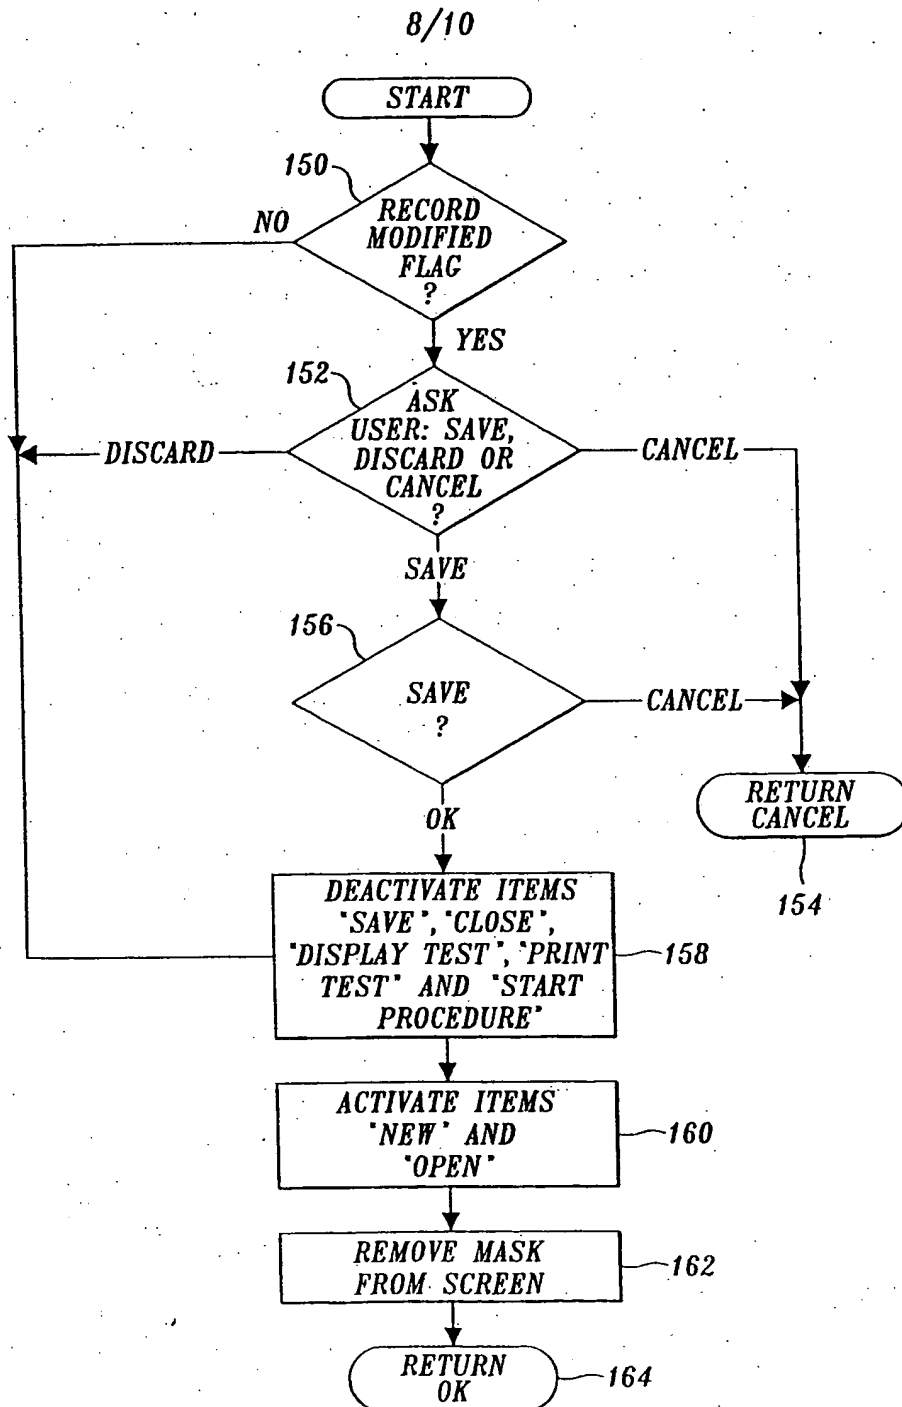 8/10
START
150
RECORD
MODIFIED
FLAG
?
NO
YES
152
ASK
USER: SAVE,
DISCARD OR
CANCEL
?
DISCARD
CANCEL
SAVE
156
SAVE
?
CANCEL
RETURN
CANCEL
154
OK
DEACTIVATE ITEMS
"SAVE", "CLOSE",
"DISPLAY TEST", "PRINT
TEST" AND "START
PROCEDURE"
158
ACTIVATE ITEMS
"NEW" AND
"OPEN"
160
REMOVE MASK
FROM SCREEN
162
RETURN
OK
164